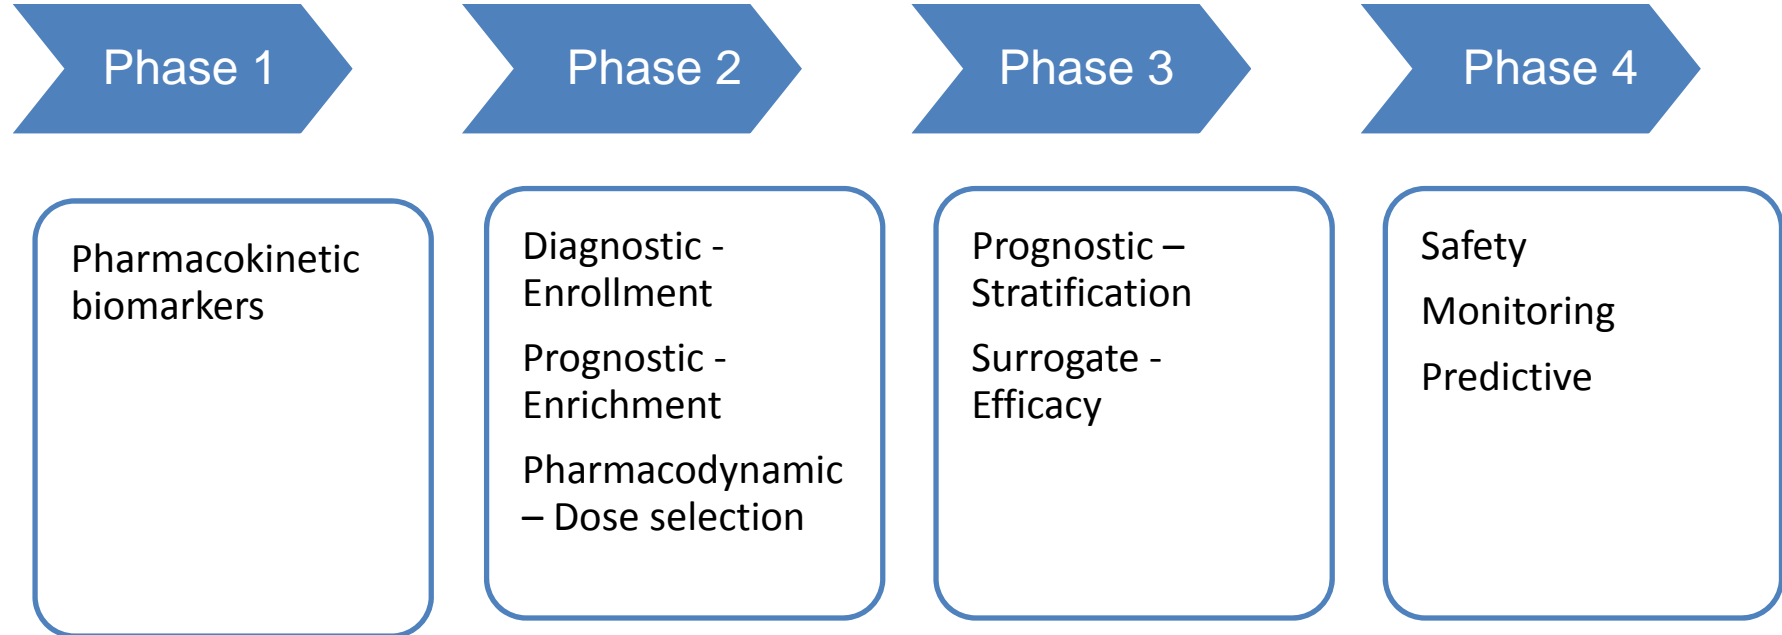 Phase 1
Phase 2
Phase 3
Phase 4
Pharmacokinetic
biomarkers
Diagnostic -
Enrollment
Prognostic -
Enrichment
Pharmacodynamic
– Dose selection
Prognostic –
Stratification
Surrogate -
Efficacy
Safety
Monitoring
Predictive